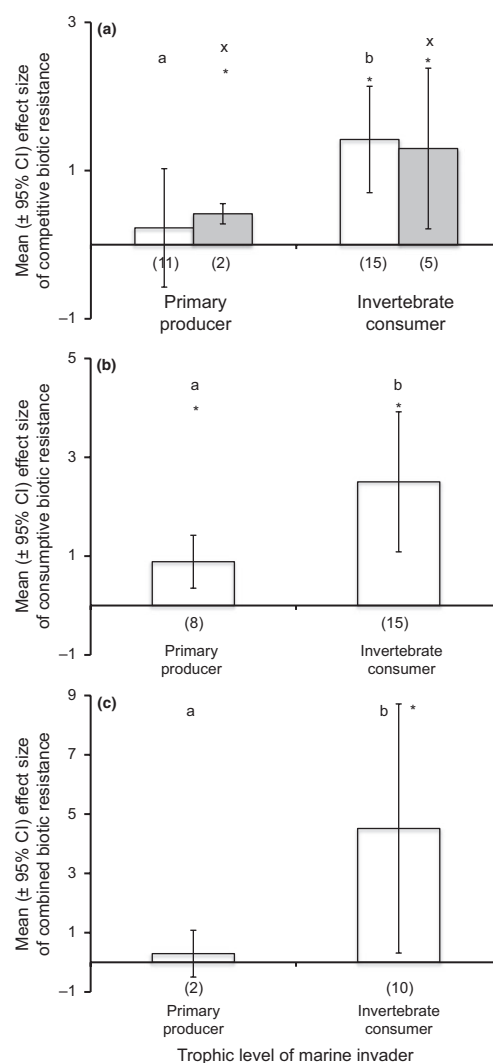 (a)
3
1
–1
Mean (± 95% CI) effect size
of competitive biotic resistance
a
x
*
b
*
x
*
(11)
(2)
(15)
(5)
Primary
producer
Invertebrate
consumer
(b)
5
3
1
–1
Mean (± 95% CI) effect size
of consumptive biotic resistance
a
*
b
*
(8)
(15)
Primary
producer
Invertebrate
consumer
(c)
9
7
5
3
1
–1
Mean (± 95% CI) effect size
of combined biotic resistance
a
b *
(2)
(10)
Primary
producer
Invertebrate
consumer
Trophic level of marine invader